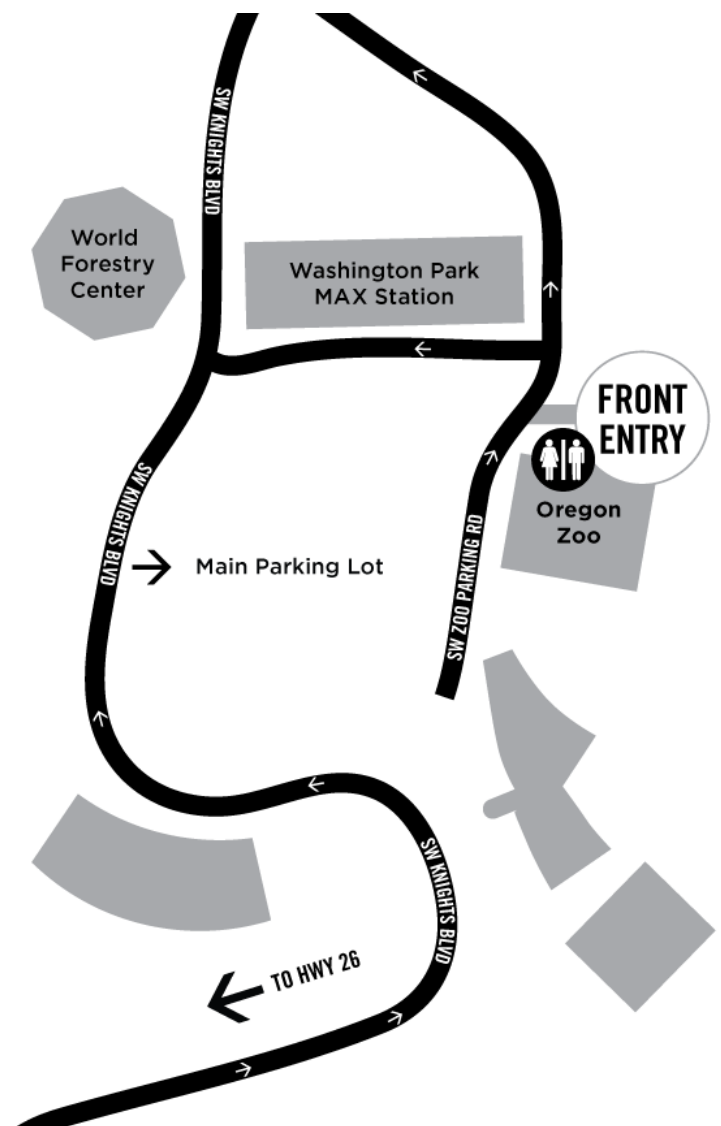 SW KNIGHTS BLVD
World
Forestry
Center
Washington Park
MAX Station
FRONT
ENTRY
Oregon
Zoo
SW KNIGHTS BLVD
Main Parking Lot
SW ZOO PARKING RD
SW KNIGHTS BLVD
TO HWY 26